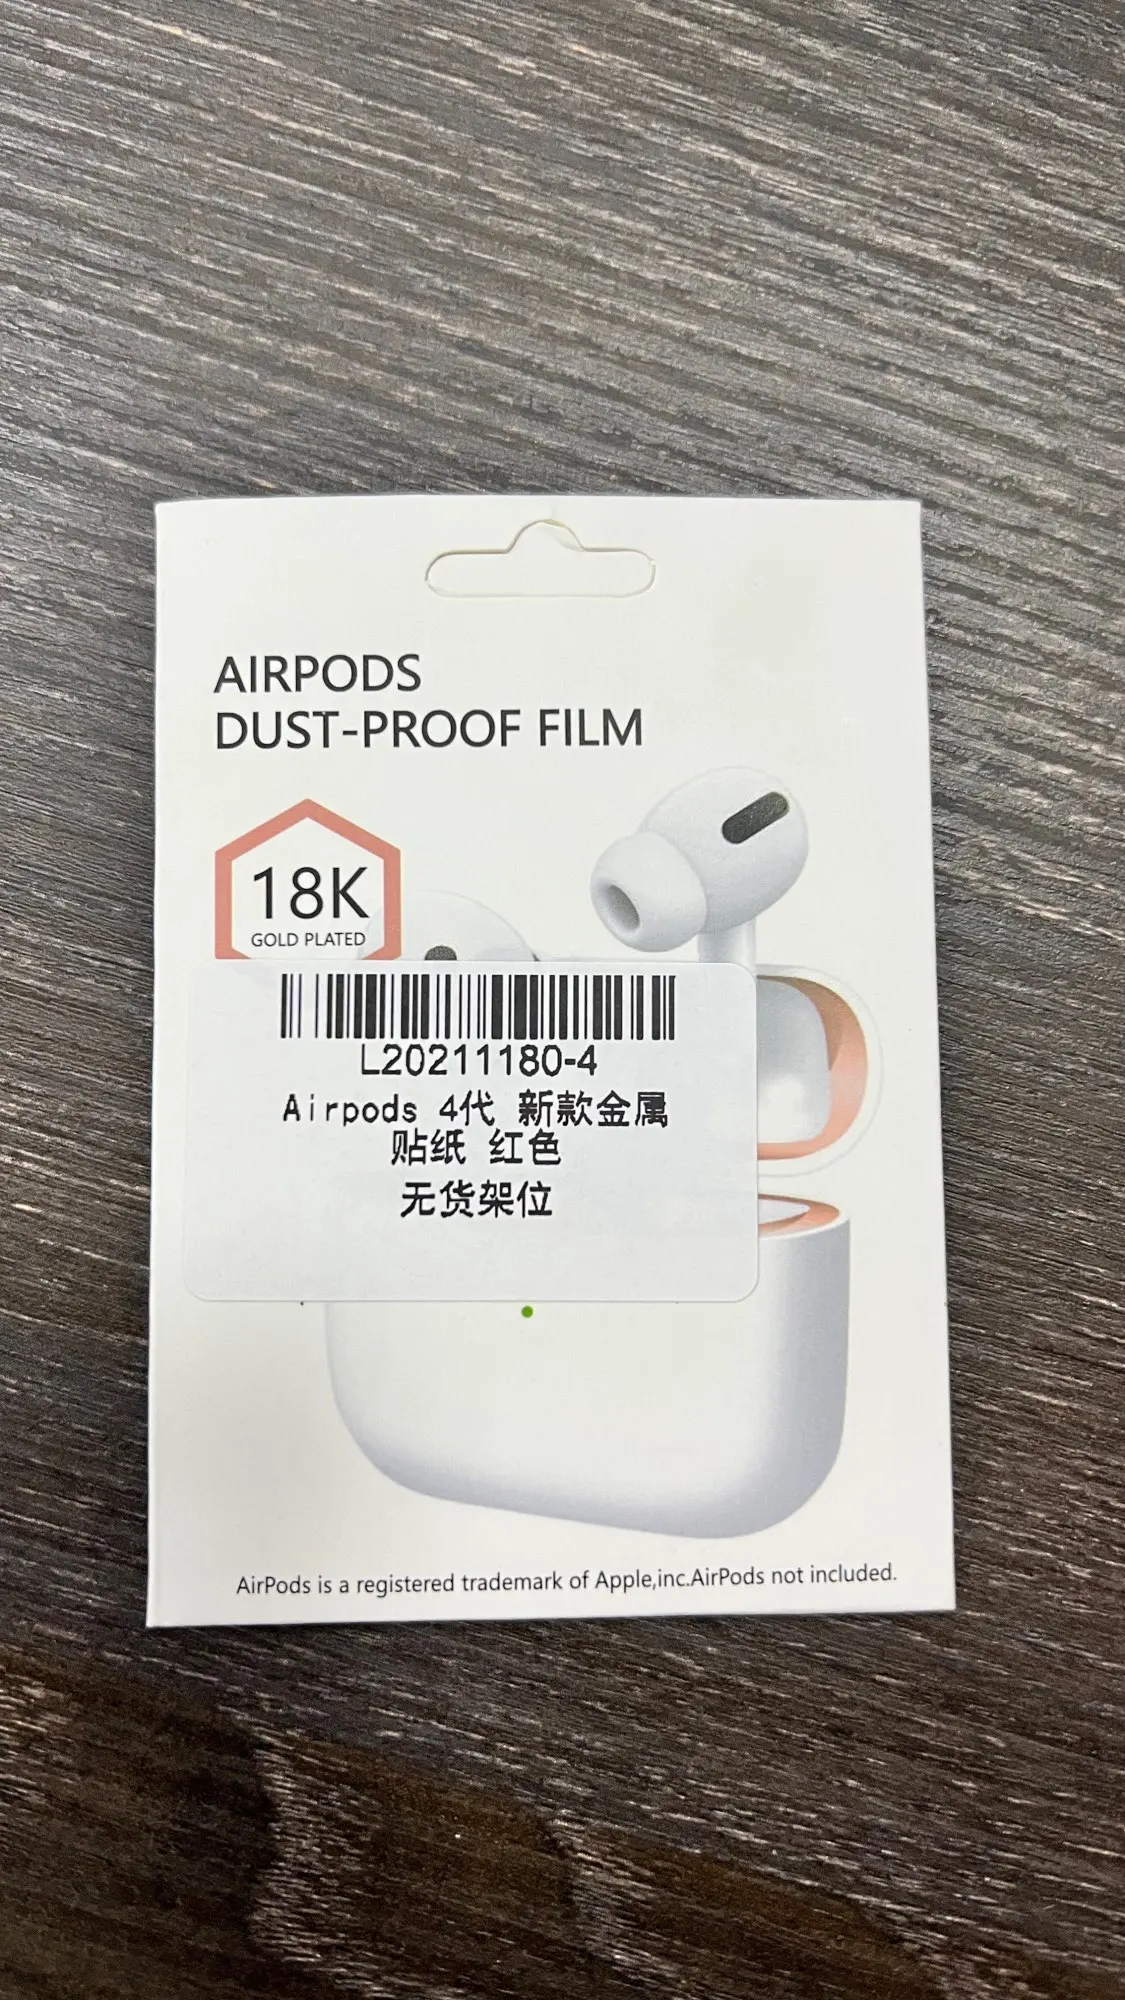 AIRPODS
DUST-PROOF FILM
18K
GOLD PLATED
L20211180-4
Airpods 4代 新款金属
贴纸 红色
无货架位
AirPods is a registered trademark of Apple,inc.AirPods not included.